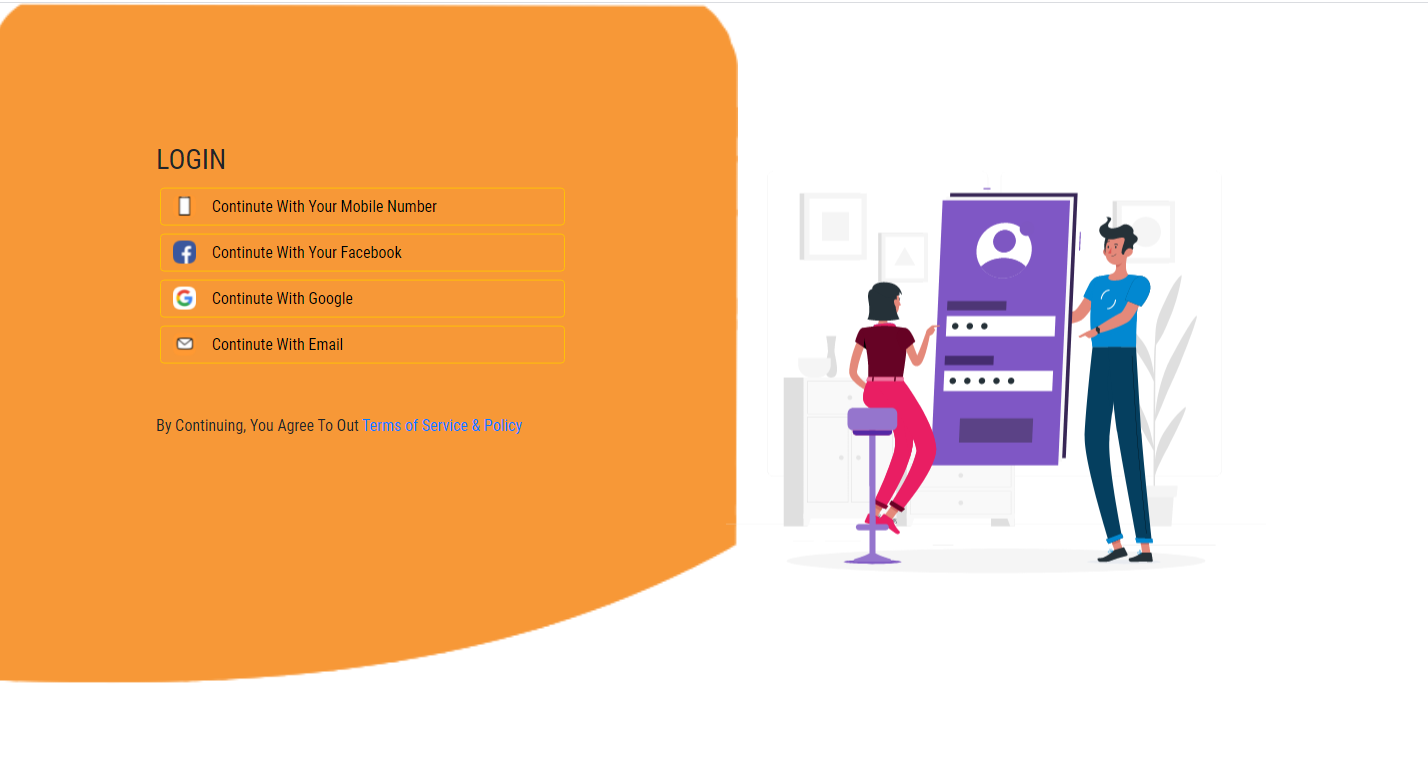 LOGIN
Continute With Your Mobile Number
Continute With Your Facebook
Continute With Google
Continute With Email
By Continuing, You Agree To Out Terms of Service & Policy